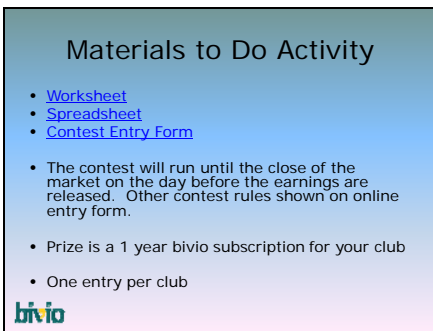 Materials to Do Activity
• Worksheet
• Spreadsheet
• Contest Entry Form
• The contest will run until the close of the
market on the day before the earnings are
released. Other contest rules shown on online
entry form.
• Prize is a 1 year bivio subscription for your club
• One entry per club
bivio